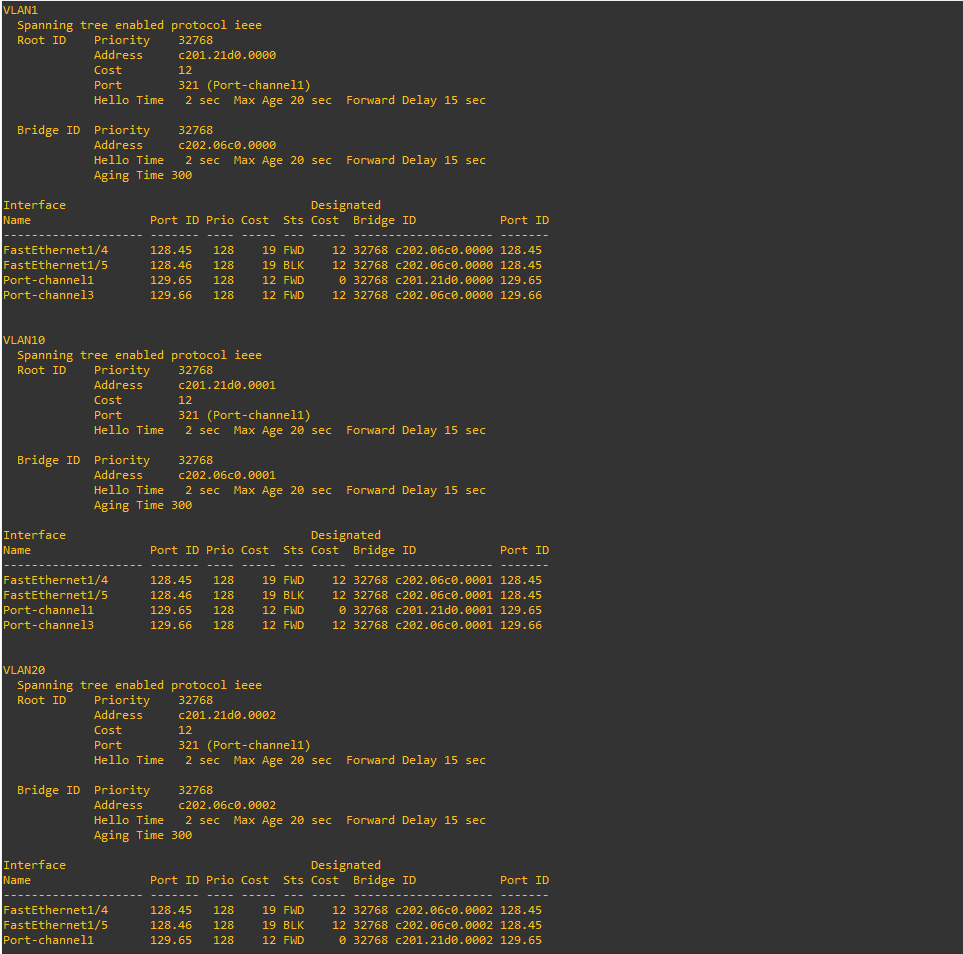 VLAN1
  Spanning tree enabled protocol ieee
  Root ID    Priority    32768
             Address     c201.21d0.0000
             Cost        12
             Port        321 (Port-channel1)
             Hello Time   2 sec  Max Age 20 sec  Forward Delay 15 sec

  Bridge ID  Priority    32768
             Address     c202.06c0.0000
             Hello Time   2 sec  Max Age 20 sec  Forward Delay 15 sec
             Aging Time 300

Interface                                   Designated
Name                 Port ID Prio Cost  Sts Cost  Bridge ID            Port ID
-------------------- ------- ---- ----- --- ----- -------------------- -------
FastEthernet1/4      128.45   128    19 FWD    12 32768 c202.06c0.0000 128.45
FastEthernet1/5      128.46   128    19 BLK    12 32768 c202.06c0.0000 128.45
Port-channel1        129.65   128    12 FWD     0 32768 c201.21d0.0000 129.65
Port-channel3        129.66   128    12 FWD    12 32768 c202.06c0.0000 129.66


VLAN10
  Spanning tree enabled protocol ieee
  Root ID    Priority    32768
             Address     c201.21d0.0001
             Cost        12
             Port        321 (Port-channel1)
             Hello Time   2 sec  Max Age 20 sec  Forward Delay 15 sec

  Bridge ID  Priority    32768
             Address     c202.06c0.0001
             Hello Time   2 sec  Max Age 20 sec  Forward Delay 15 sec
             Aging Time 300

Interface                                   Designated
Name                 Port ID Prio Cost  Sts Cost  Bridge ID            Port ID
-------------------- ------- ---- ----- --- ----- -------------------- -------
FastEthernet1/4      128.45   128    19 FWD    12 32768 c202.06c0.0001 128.45
FastEthernet1/5      128.46   128    19 BLK    12 32768 c202.06c0.0001 128.45
Port-channel1        129.65   128    12 FWD     0 32768 c201.21d0.0001 129.65
Port-channel3        129.66   128    12 FWD    12 32768 c202.06c0.0001 129.66


VLAN20
  Spanning tree enabled protocol ieee
  Root ID    Priority    32768
             Address     c201.21d0.0002
             Cost        12
             Port        321 (Port-channel1)
             Hello Time   2 sec  Max Age 20 sec  Forward Delay 15 sec

  Bridge ID  Priority    32768
             Address     c202.06c0.0002
             Hello Time   2 sec  Max Age 20 sec  Forward Delay 15 sec
             Aging Time 300

Interface                                   Designated
Name                 Port ID Prio Cost  Sts Cost  Bridge ID            Port ID
-------------------- ------- ---- ----- --- ----- -------------------- -------
FastEthernet1/4      128.45   128    19 FWD    12 32768 c202.06c0.0002 128.45
FastEthernet1/5      128.46   128    19 BLK    12 32768 c202.06c0.0002 128.45
Port-channel1        129.65   128    12 FWD     0 32768 c201.21d0.0002 129.65